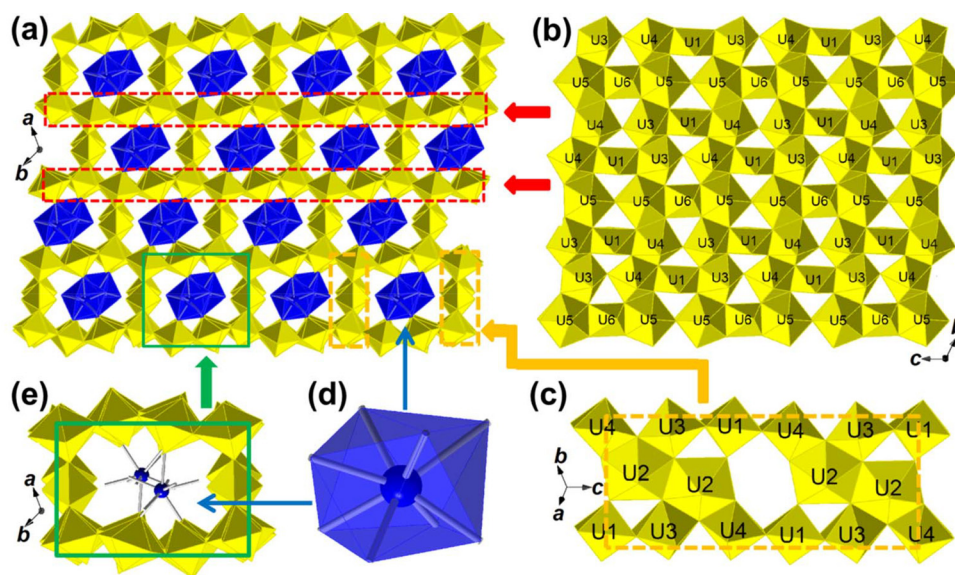 (a)
a
b
(b)
U3 U4 U1 U3 U4 U1 U3 U4
U5 U6 U5 U5 U6 U5 U5 U6 U5
U4 U3 U1 U4 U3 U1 U4 U3
U4 U1 U3 U4 U1 U3 U4 U1 U3
U5 U5 U6 U5 U5 U6 U5 U5
U3 U1 U4 U3 U1 U4 U3 U1 U4
U3 U4 U1 U3 U4 U1 U3 U4
U5 U6 U5 U5 U6 U5 U5 U6 U5
c
(e)
a
b
(d)
(c)
U4 U3 U1 U4 U3 U1
U2 U2
U2 U2
U1 U3 U4 U1 U3 U4
b
c
a